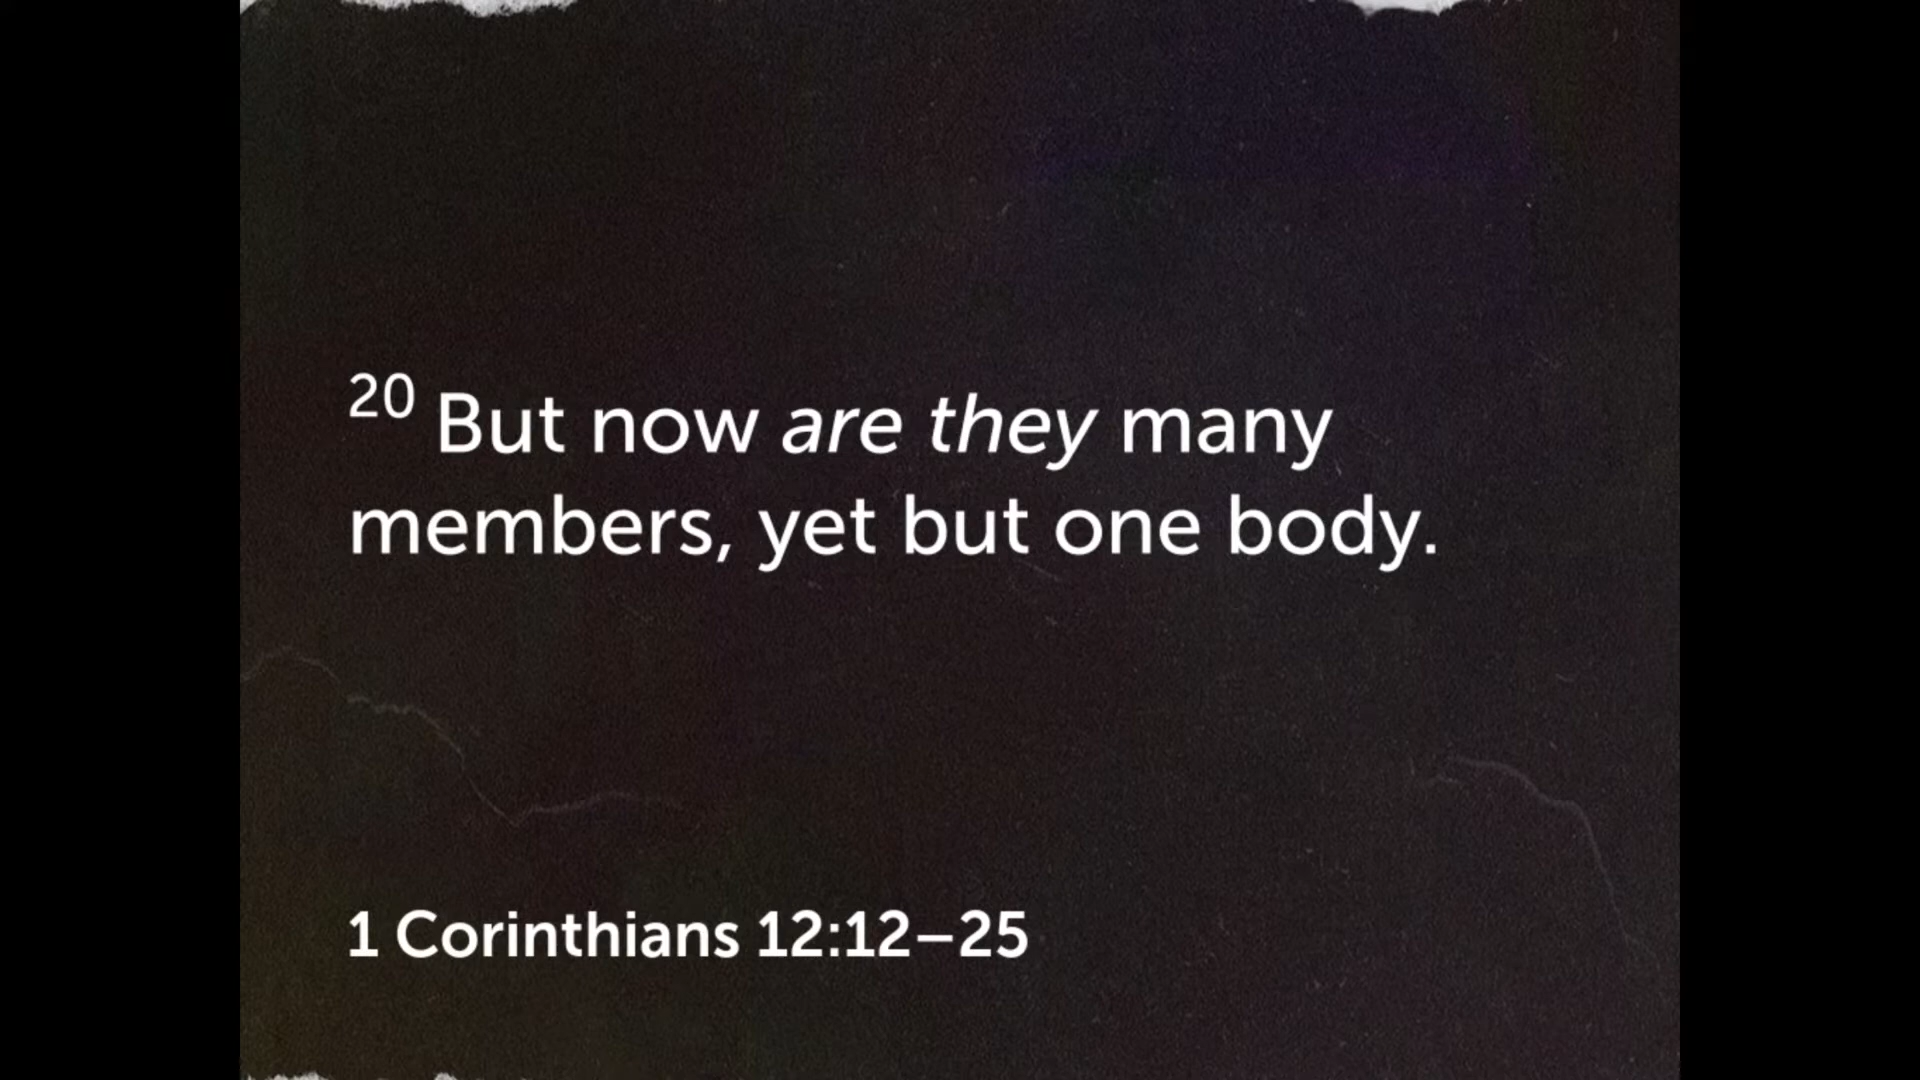 20 But now are they many
members, yet but one body.
1 Corinthians 12:12–25